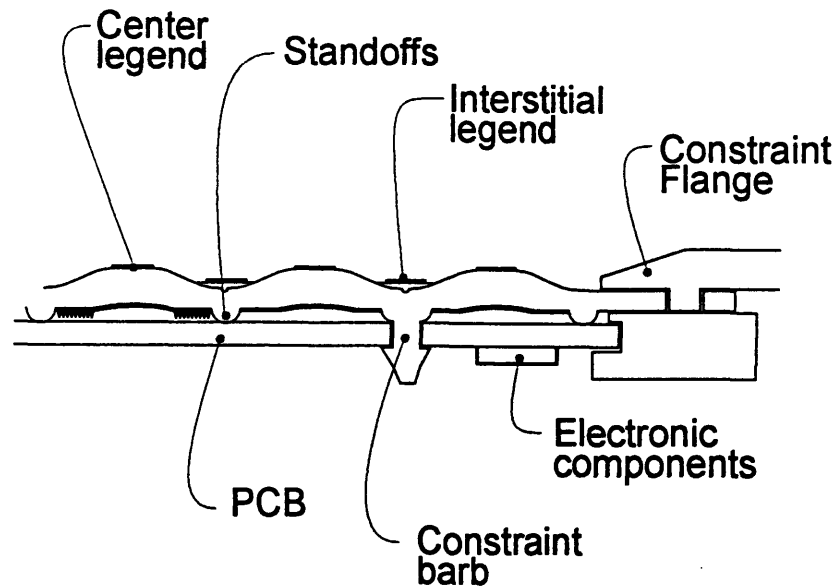 Center
legend
Standoffs
Interstitial
legend
Constraint
Flange
Electronic
components
PCB
Constraint
barb